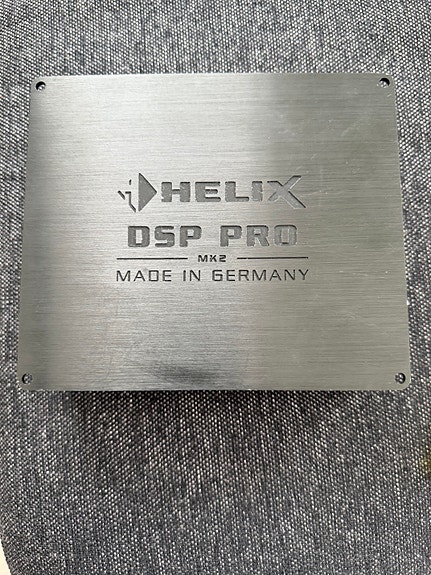 HELIX
DSP PRO
MK2
MADE IN GERMANY